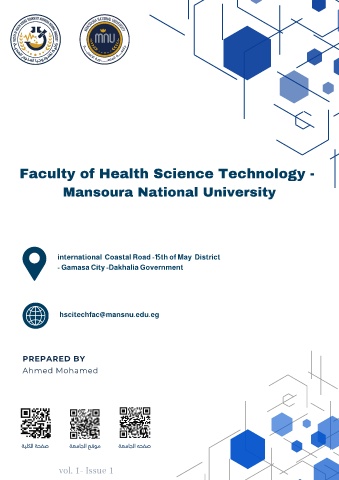 MNU
Faculty of Health Science Technology -
Mansoura National University
international Coastal Road -15th of May District
- Gamasa City -Dakhalia Government
hscitechfac@mansnu.edu.eg
PREPARED BY
Ahmed Mohamed
صفحة الكلية موقع الجامعة صفحة الجامعة
vol. 1- Issue 1